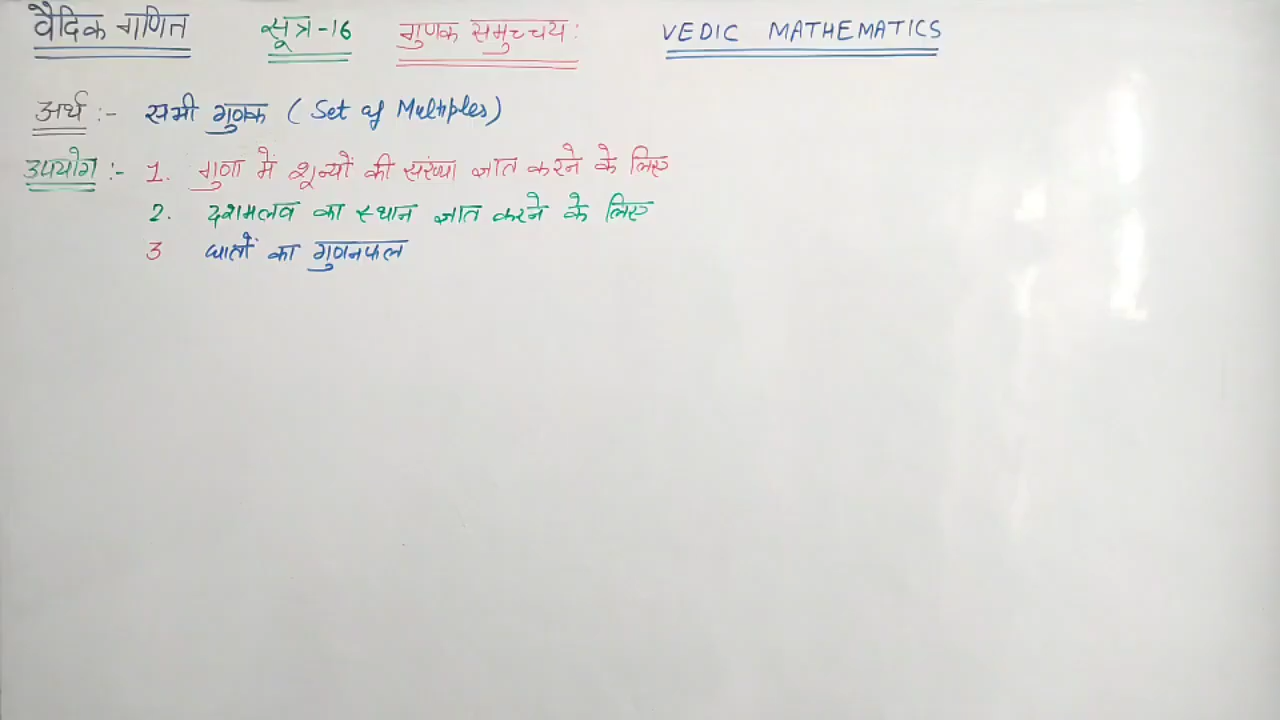 वैदिक गणित सूत्र-16 गुणक समुच्चय: VEDIC MATHEMATICS
अर्थ :- सभी गुणक ( Set of Multiples)
उपयोग :- 1. गुणा में शून्यों की संख्या ज्ञात करने के लिए
2. दशमलव का स्थान ज्ञात करने के लिए
3 घातों का गुणनफल